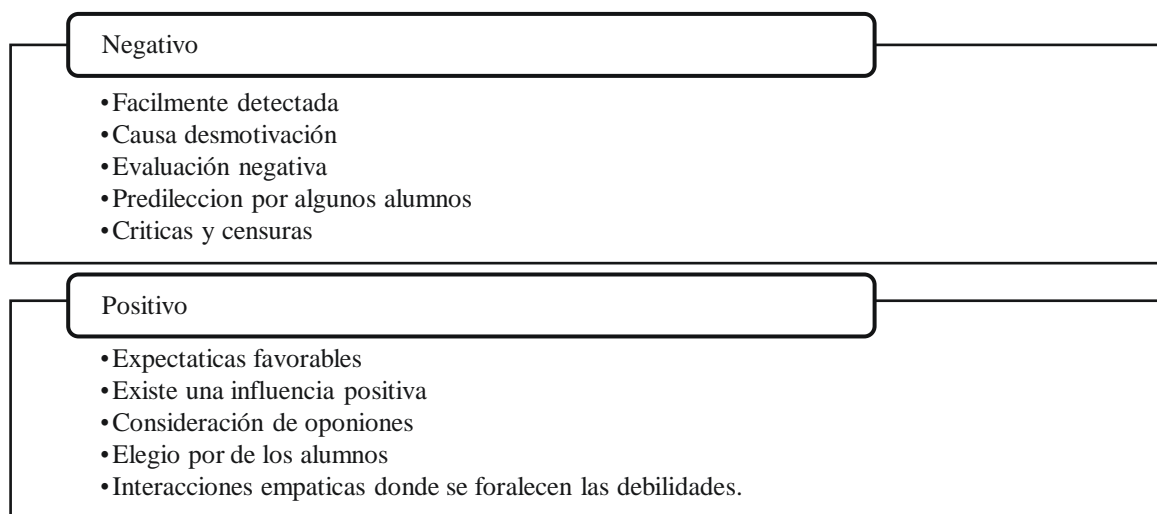 Negativo
•Facilmente detectada
•Causa desmotivación
•Evaluación negativa
•Predileccion por algunos alumnos
•Criticas y censuras
Positivo
•Expectaticas favorables
•Existe una influencia positiva
•Consideración de oponiones
•Elegio por de los alumnos
•Interacciones empaticas donde se foralecen las debilidades.